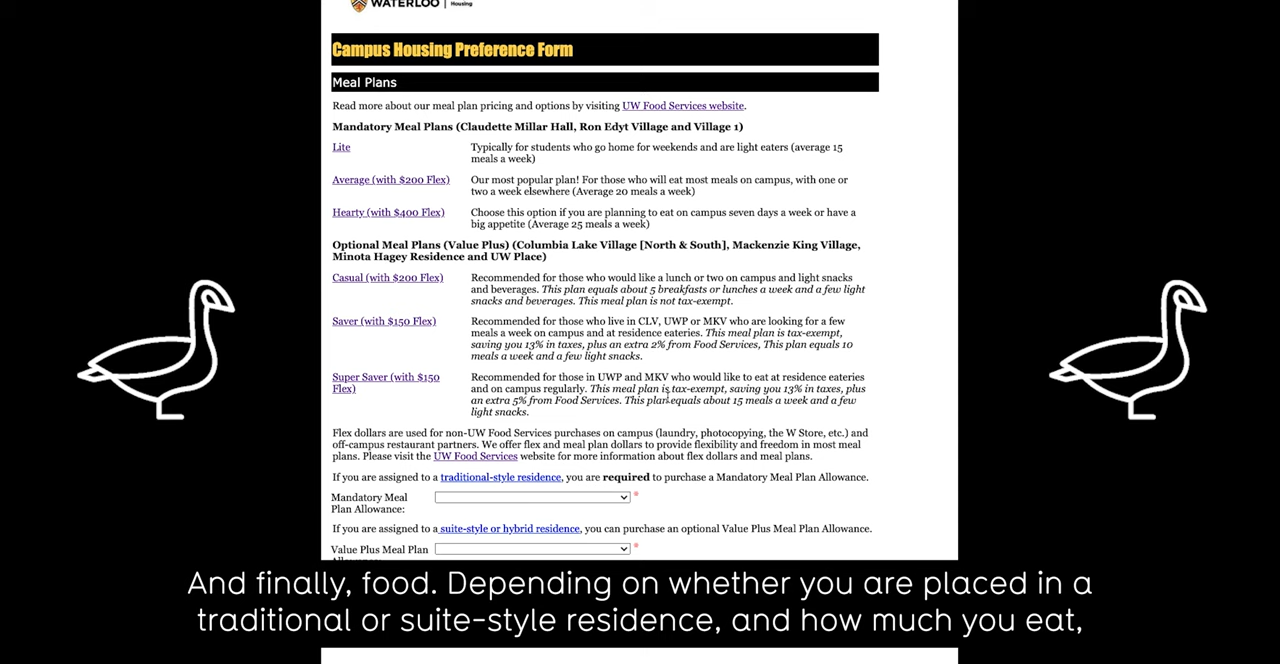 WATERLOO | Housing
Campus Housing Preference Form
Meal Plans
Read more about our meal plan pricing and options by visiting UW Food Services website.
Mandatory Meal Plans (Claudette Millar Hall, Ron Edyt Village and Village 1)
Lite
Typically for students who go home for weekends and are light eaters (average 15
meals a week)
Average (with $200 Flex)
Our most popular plan! For those who will eat most meals on campus, with one or
two a week elsewhere (Average 20 meals a week)
Hearty (with $400 Flex)
Choose this option if you are planning to eat on campus seven days a week or have a
big appetite (Average 25 meals a week)
Optional Meal Plans (Value Plus) (Columbia Lake Village [North & South], Mackenzie King Village,
Minota Hagey Residence and UW Place)
Casual (with $200 Flex)
Recommended for those who would like a lunch or two on campus and light snacks
and beverages. This plan equals about 5 breakfasts or lunches a week and a few light
snacks and beverages. This meal plan is not tax-exempt.
Saver (with $150 Flex)
Recommended for those who live in CLV, UWP or MKV who are looking for a few
meals a week on campus and at residence eateries. This meal plan is tax-exempt,
saving you 13% in taxes, plus an extra 2% from Food Services, This plan equals 10
meals a week and a few light snacks.
Super Saver (with $150
Flex)
Recommended for those in UWP and MKV who would like to eat at residence eateries
and on campus regularly. This meal plan is tax-exempt, saving you 13% in taxes, plus
an extra 5% from Food Services. This plan equals about 15 meals a week and a few
light snacks.
Flex dollars are used for non-UW Food Services purchases on campus (laundry, photocopying, the W Store, etc.) and
off-campus restaurant partners. We offer flex and meal plan dollars to provide flexibility and freedom in most meal
plans. Please visit the UW Food Services website for more information about flex dollars and meal plans.
If you are assigned to a traditional-style residence, you are required to purchase a Mandatory Meal Plan Allowance.
Mandatory Meal
Plan Allowance:
*
If you are assigned to a suite-style or hybrid residence, you can purchase an optional Value Plus Meal Plan Allowance.
Value Plus Meal Plan
*
And finally, food. Depending on whether you are placed in a
traditional or suite-style residence, and how much you eat,